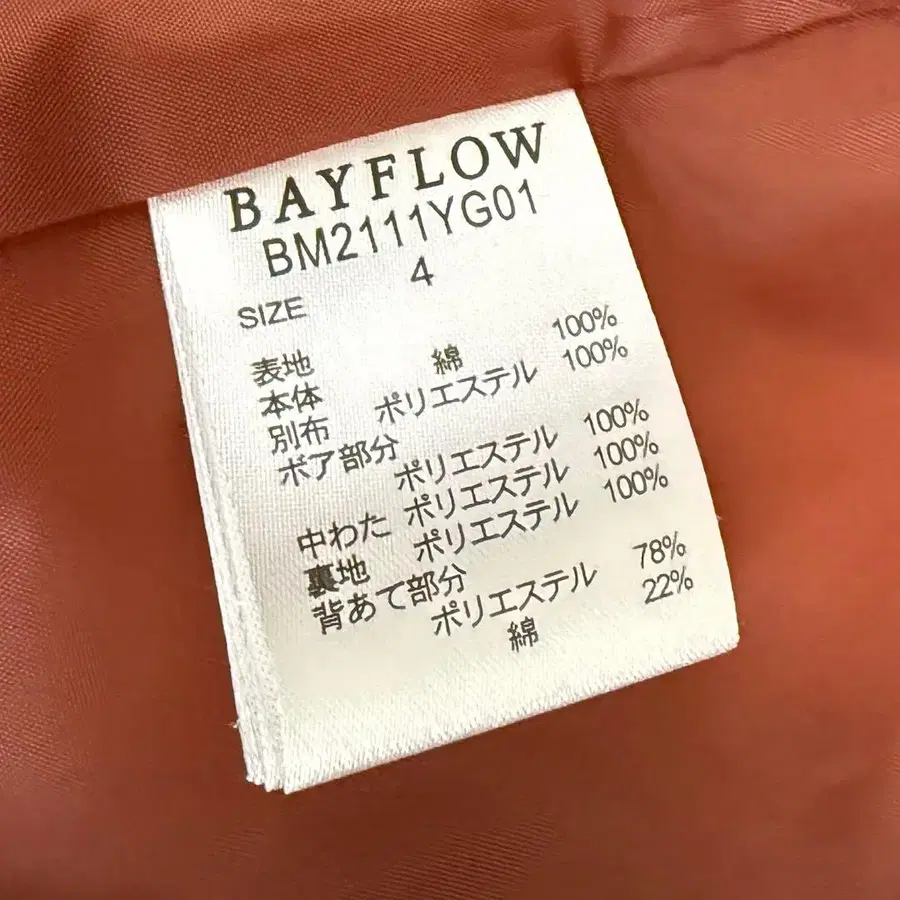 BAYFLOW
BM2111YG01
SIZE 4
表地
本体 綿 100%
別布 ポリエステル 100%
ボア部分
ポリエステル 100%
中わた ポリエステル 100%
裏地 ポリエステル 100%
背あて部分
ポリエステル 78%
綿 22%